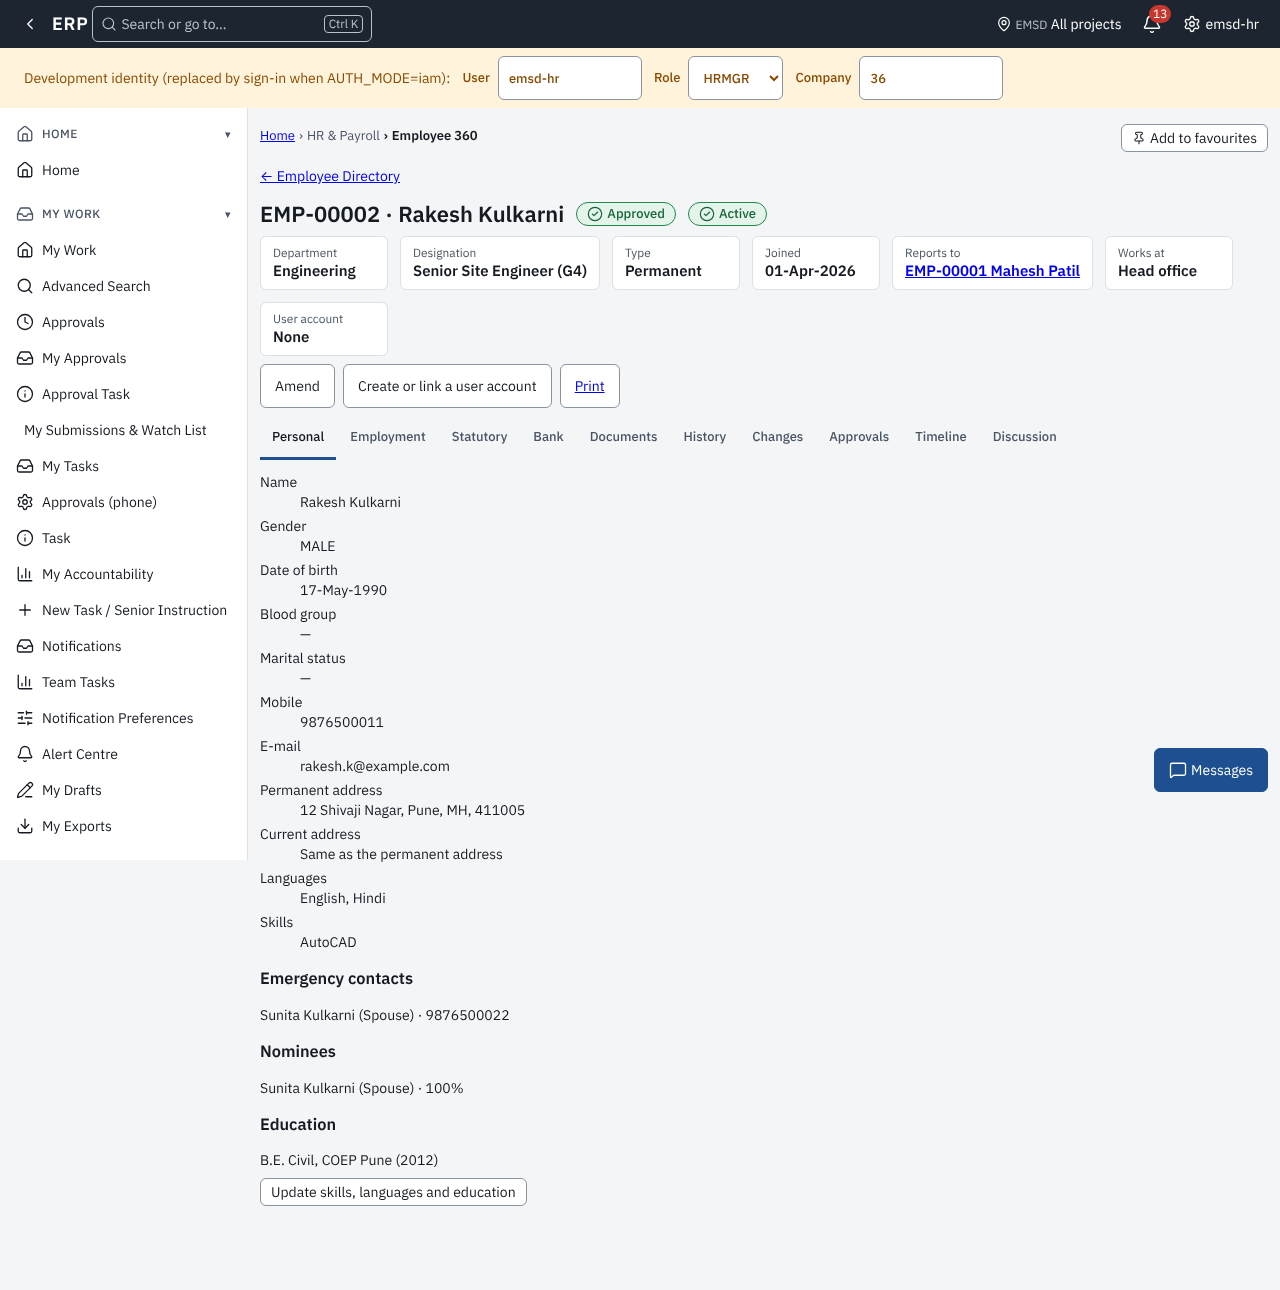 ERP
Search or go to...
Ctrl K
EMSD All projects
13
emsd-hr
Development identity (replaced by sign-in when AUTH_MODE=iam):
User
emsd-hr
Role
HRMGR
Company
36
HOME
Home
MY WORK
My Work
Advanced Search
Approvals
My Approvals
Approval Task
My Submissions & Watch List
My Tasks
Approvals (phone)
Task
My Accountability
New Task / Senior Instruction
Notifications
Team Tasks
Notification Preferences
Alert Centre
My Drafts
My Exports
Home › HR & Payroll › Employee 360
Add to favourites
← Employee Directory
EMP-00002 · Rakesh Kulkarni
Approved
Active
Department
Engineering
Designation
Senior Site Engineer (G4)
Type
Permanent
Joined
01-Apr-2026
Reports to
EMP-00001 Mahesh Patil
Works at
Head office
User account
None
Amend
Create or link a user account
Print
Personal
Employment
Statutory
Bank
Documents
History
Changes
Approvals
Timeline
Discussion
Name
Rakesh Kulkarni
Gender
MALE
Date of birth
17-May-1990
Blood group
—
Marital status
—
Mobile
9876500011
E-mail
rakesh.k@example.com
Permanent address
12 Shivaji Nagar, Pune, MH, 411005
Current address
Same as the permanent address
Languages
English, Hindi
Skills
AutoCAD
Emergency contacts
Sunita Kulkarni (Spouse) · 9876500022
Nominees
Sunita Kulkarni (Spouse) · 100%
Education
B.E. Civil, COEP Pune (2012)
Update skills, languages and education
Messages